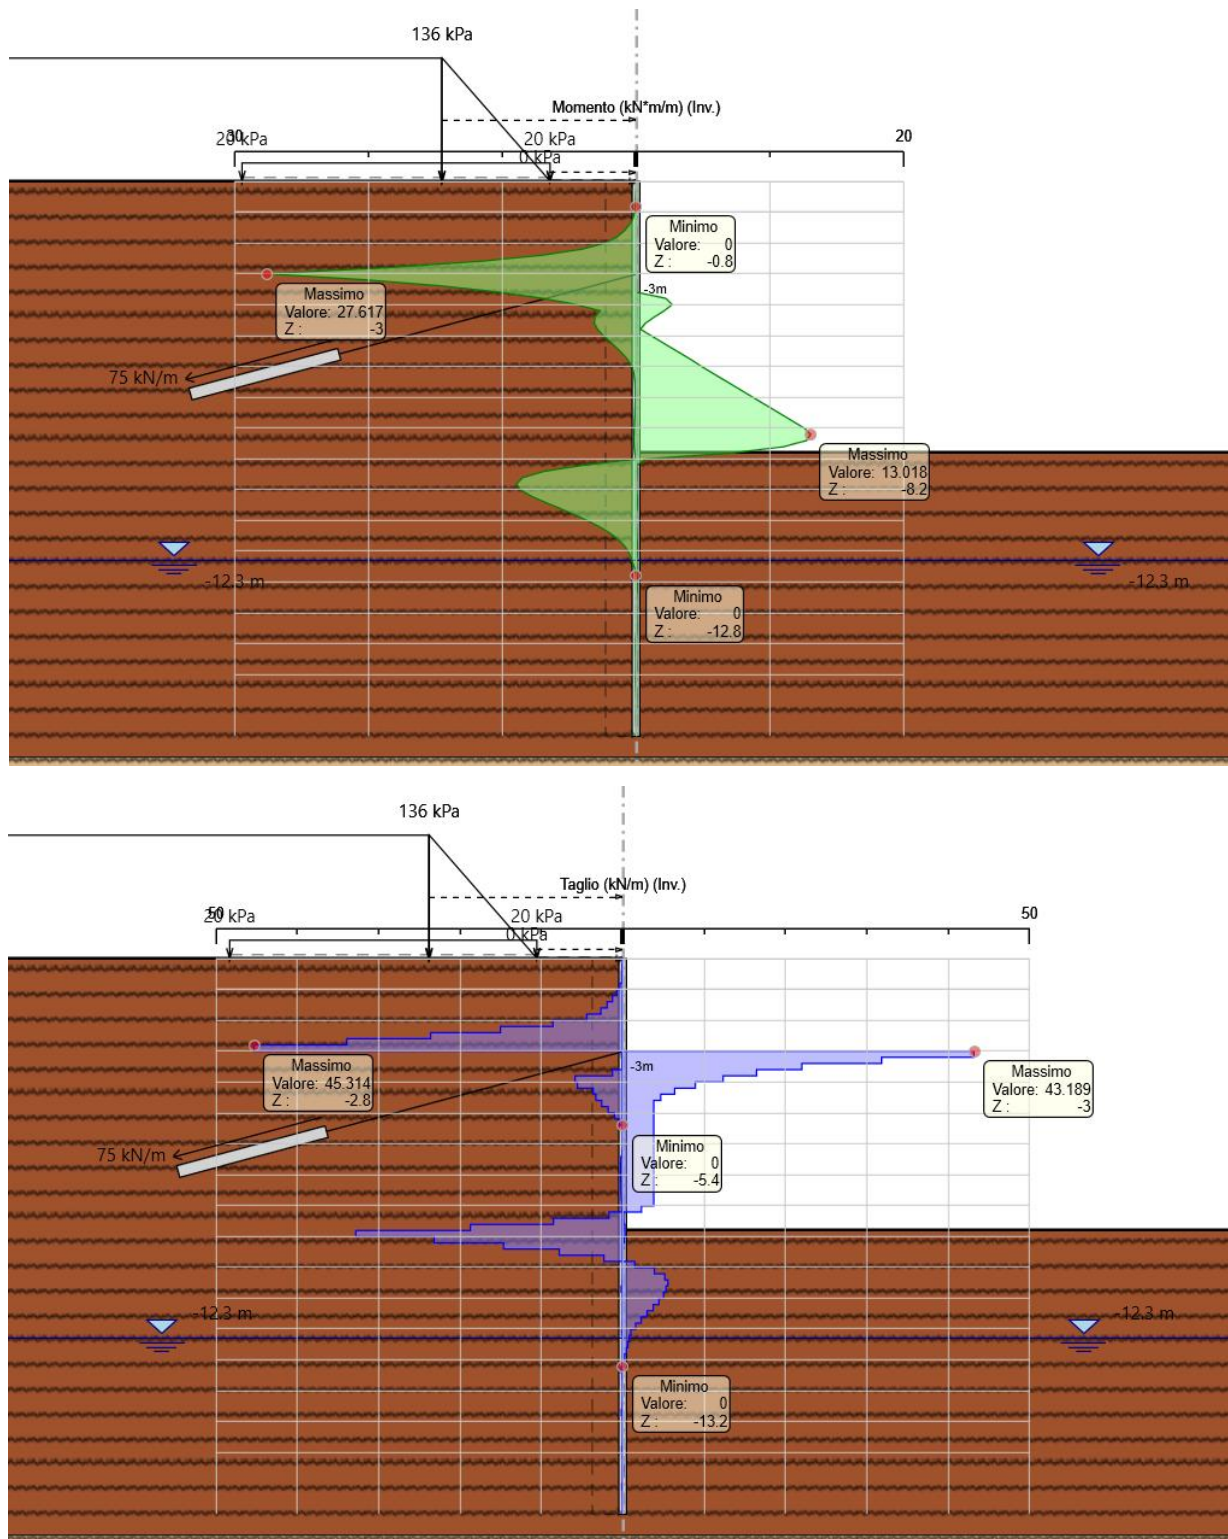 136 kPa
Momento (kN*m/m) (Inv.)
30
20 kPa
20 kPa
0 kPa
20
Minimo
Valore: 0
Z : -0.8
-3m
Massimo
Valore: 27.617
Z : -3
75 kN/m
Massimo
Valore: 13.018
Z : -8.2
-12.3 m
-12.3 m
Minimo
Valore: 0
Z : -12.8
136 kPa
Taglio (kN/m) (Inv.)
50
20 kPa
20 kPa
0 kPa
50
-3m
Massimo
Valore: 45.314
Z : -2.8
Massimo
Valore: 43.189
Z : -3
75 kN/m
Minimo
Valore: 0
Z : -5.4
-12.3 m
-12.3 m
Minimo
Valore: 0
Z : -13.2